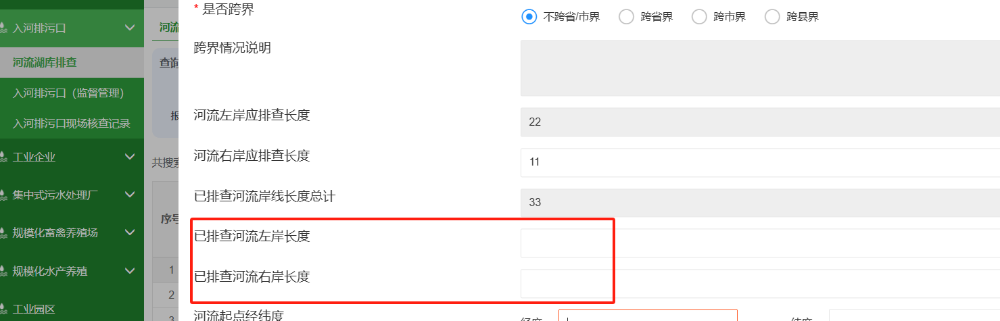 * 是否跨界
不跨省/市界 跨省界 跨市界 跨县界
入河排污口
河流
跨界情况说明
河流湖库排查
查询
入河排污口（监督管理）
报
河流左岸应排查长度
22
入河排污口现场核查记录
河流右岸应排查长度
11
工业企业
共搜索
已排查河流岸线长度总计
33
集中式污水处理厂
序号
已排查河流左岸长度
规模化畜禽养殖场
已排查河流右岸长度
规模化水产养殖
1
2
工业园区
3
河流起点经纬度
经度
纬度